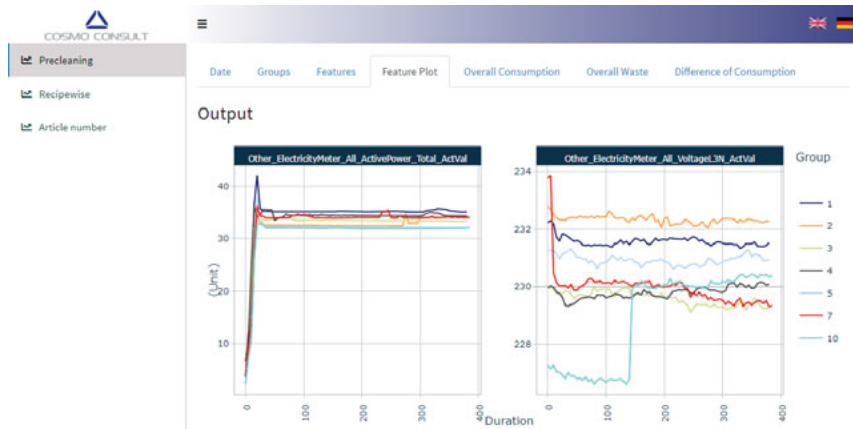 COSMO CONSULT
Precleaning
Recipewise
Article number
Date
Groups
Features
Feature Plot
Overall Consumption
Overall Waste
Difference of Consumption
Output
Other_ElectricityMeter_All_ActivePower_Total_ActVal
Other_ElectricityMeter_All_VoltageL3N_ActVal
Group
40
30
20
10
(Unit)
234
232
230
228
1
2
3
4
5
7
10
0
100
200
300
400
0
100
200
300
400
Duration